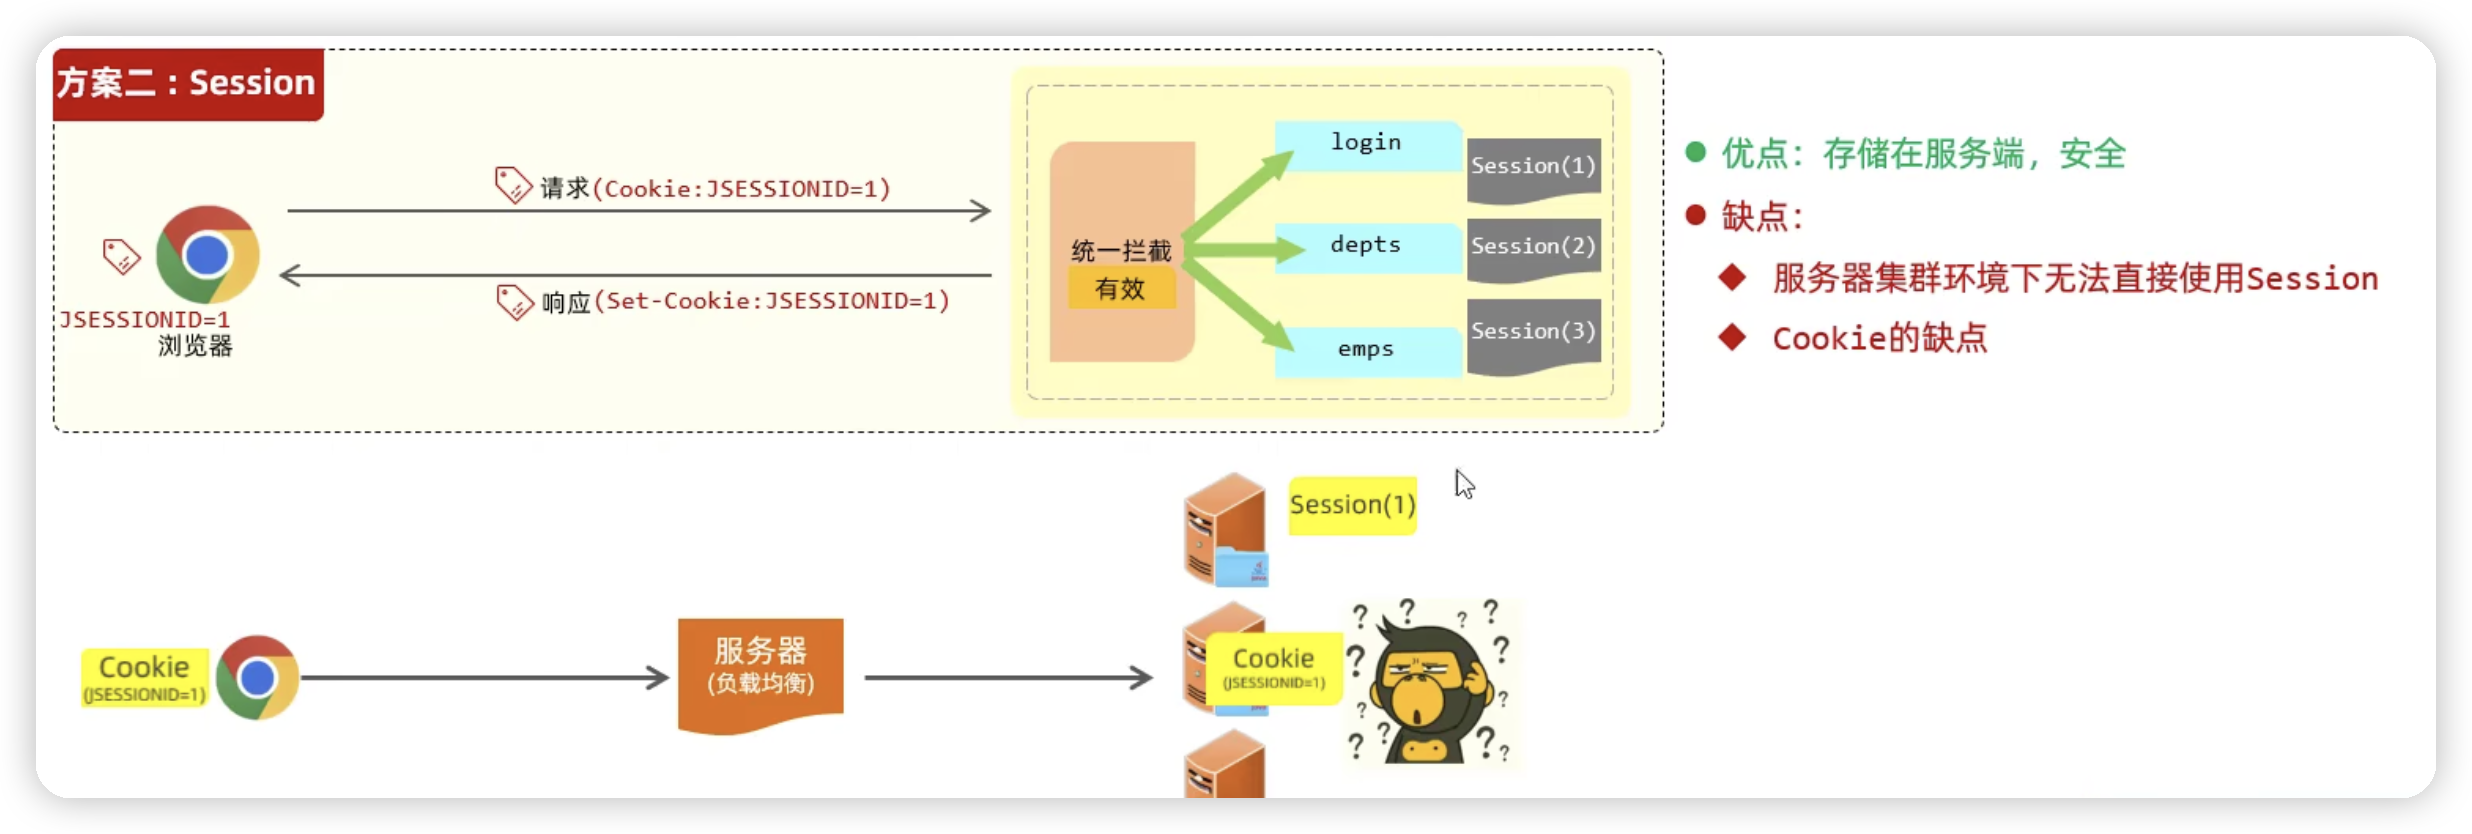 方案二：Session
请求(Cookie:JSESSIONID=1)
响应(Set-Cookie:JSESSIONID=1)
JSESSIONID=1
浏览器
统一拦截
有效
login
depts
emps
Session(1)
Session(2)
Session(3)
优点：存储在服务端，安全
缺点：
服务器集群环境下无法直接使用Session
Cookie的缺点
Session(1)
Cookie
(JSESSIONID=1)
服务器
(负载均衡)
Cookie
(JSESSIONID=1)
? ? ? ? ? ? ? ? ? ? ? ? ?